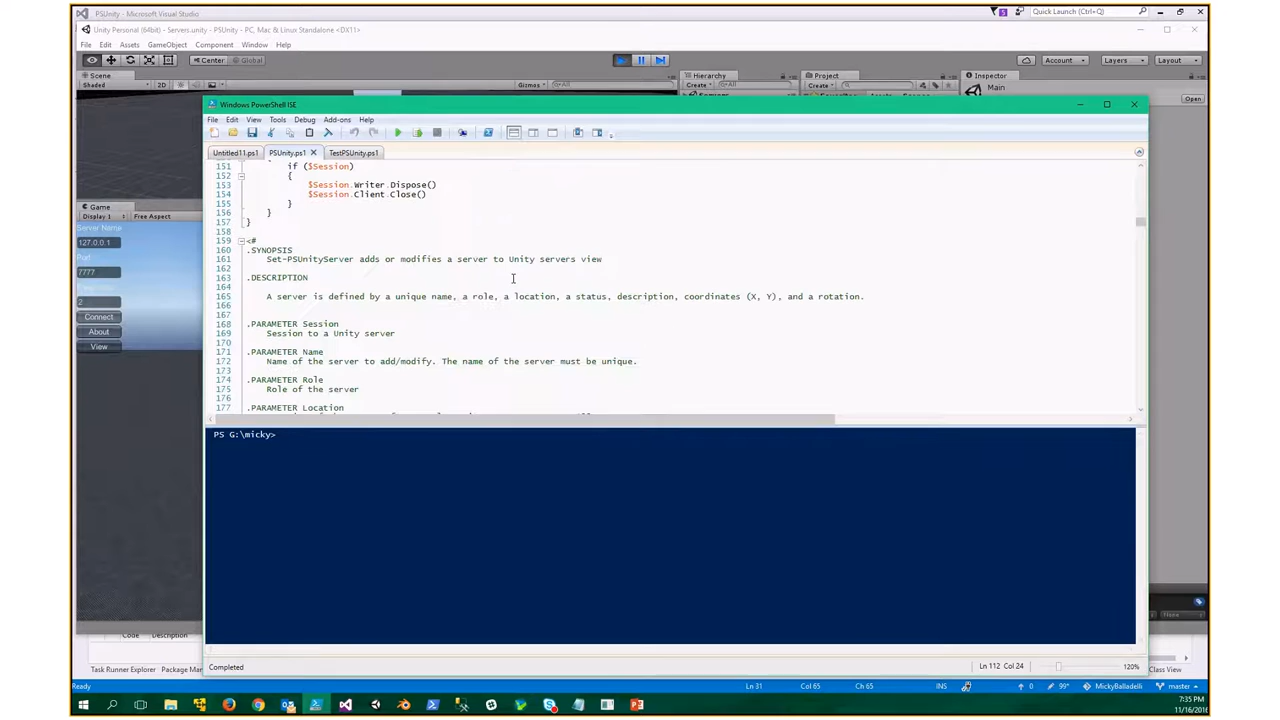 PSUnity - Microsoft Visual Studio
5
Quick Launch (Ctrl+Q)
Unity Personal (64bit) - Servers.unity - PSUnity - PC, Mac & Linux Standalone <DX11>
File Edit Assets GameObject Component Window Help
Center Global Account Layers Layout
Scene Hierarchy Project Inspector
Shaded 2D Gizmos All Create All Create Main
Open
Windows PowerShell ISE
File Edit View Tools Debug Add-ons Help
Untitled11.ps1 PSUnity.ps1 TestPSUnity.ps1
151 if ($Session)
152 {
153 $Session.Writer.Dispose()
154 $Session.Client.Close()
155 }
156 }
157 }
158
159 <#
160 .SYNOPSIS
161 Set-PSUnityServer adds or modifies a server to Unity servers view
162
163 .DESCRIPTION
164
165 A server is defined by a unique name, a role, a location, a status, description, coordinates (X, Y), and a rotation.
166
167
168 .PARAMETER Session
169 Session to a Unity server
170
171 .PARAMETER Name
172 Name of the server to add/modify. The name of the server must be unique.
173
174 .PARAMETER Role
175 Role of the server
176
177 .PARAMETER Location
Game
Display 1 Free Aspect
Server Name
127.0.0.1
Port
7777
2
Connect
About
View
PS G:\micky>
Completed Ln 112 Col 24 120%
Code Description
Task Runner Explorer Package Man Class View
Ready Ln 31 Col 65 Ch 65 INS 0 99+ MickyBalladelli master
7:35 PM
11/16/2016